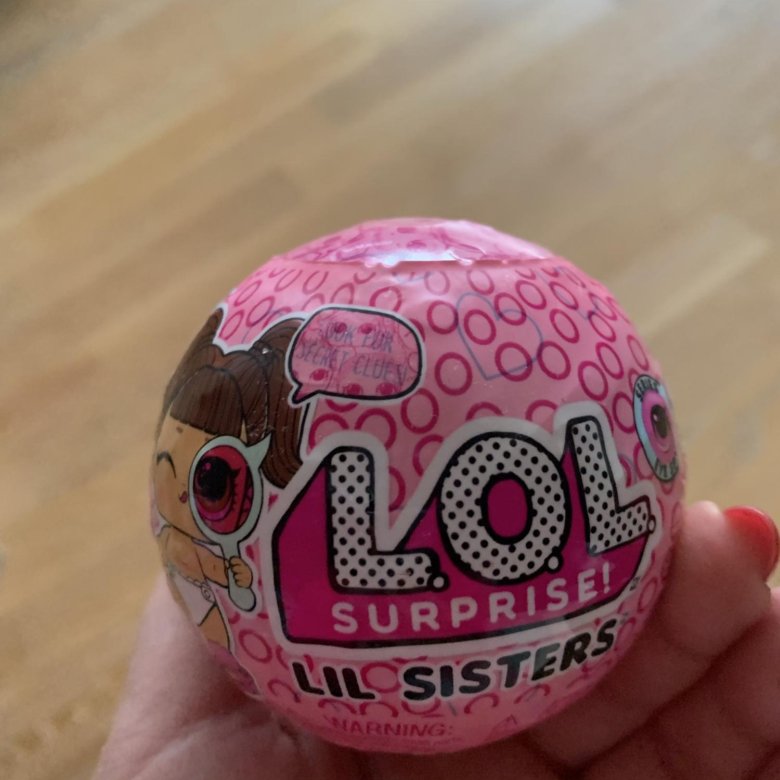 LOOK FOR
SECRET CLUES
L.O.L.
SURPRISE!
LIL SISTERS
WARNING: